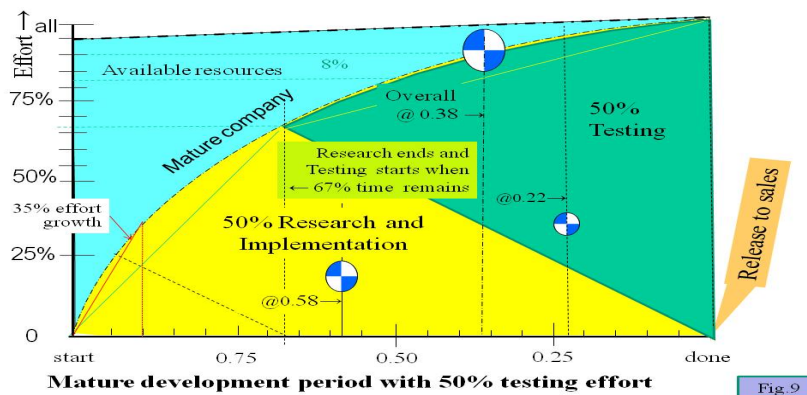 Effort →
all
Available resources
8%
75%
Mature company
Overall
@ 0.38
50%
Testing
Research ends and
Testing starts when
67% time remains
50%
35% effort
growth
@0.22
50% Research and
Implementation
25%
@0.58
Release to sales
0
start
0.75
0.50
0.25
done
Mature development period with 50% testing effort
Fig.9